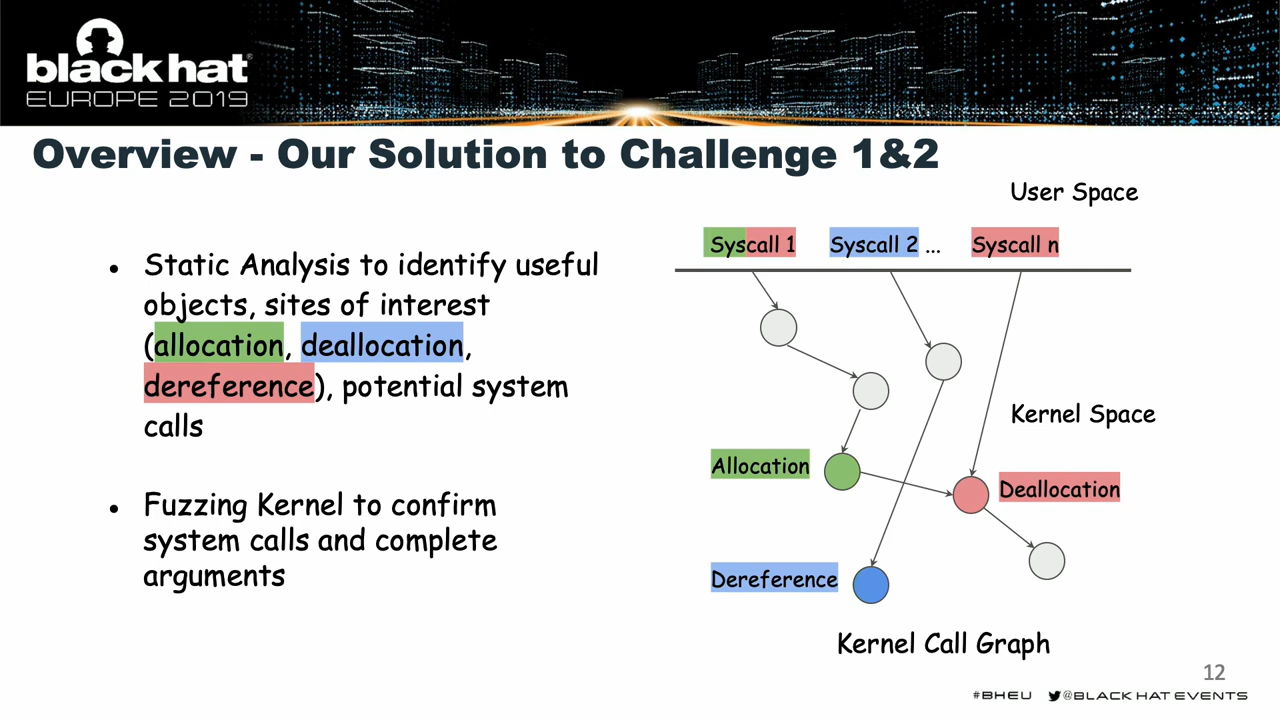 black hat
EUROPE 2019
Overview - Our Solution to Challenge 1&2
● Static Analysis to identify useful
objects, sites of interest
(allocation, deallocation,
dereference), potential system
calls
● Fuzzing Kernel to confirm
system calls and complete
arguments
User Space
Syscall 1 Syscall 2 ... Syscall n
Kernel Space
Allocation
Deallocation
Dereference
Kernel Call Graph
12
#BHEU @BLACK HAT EVENTS